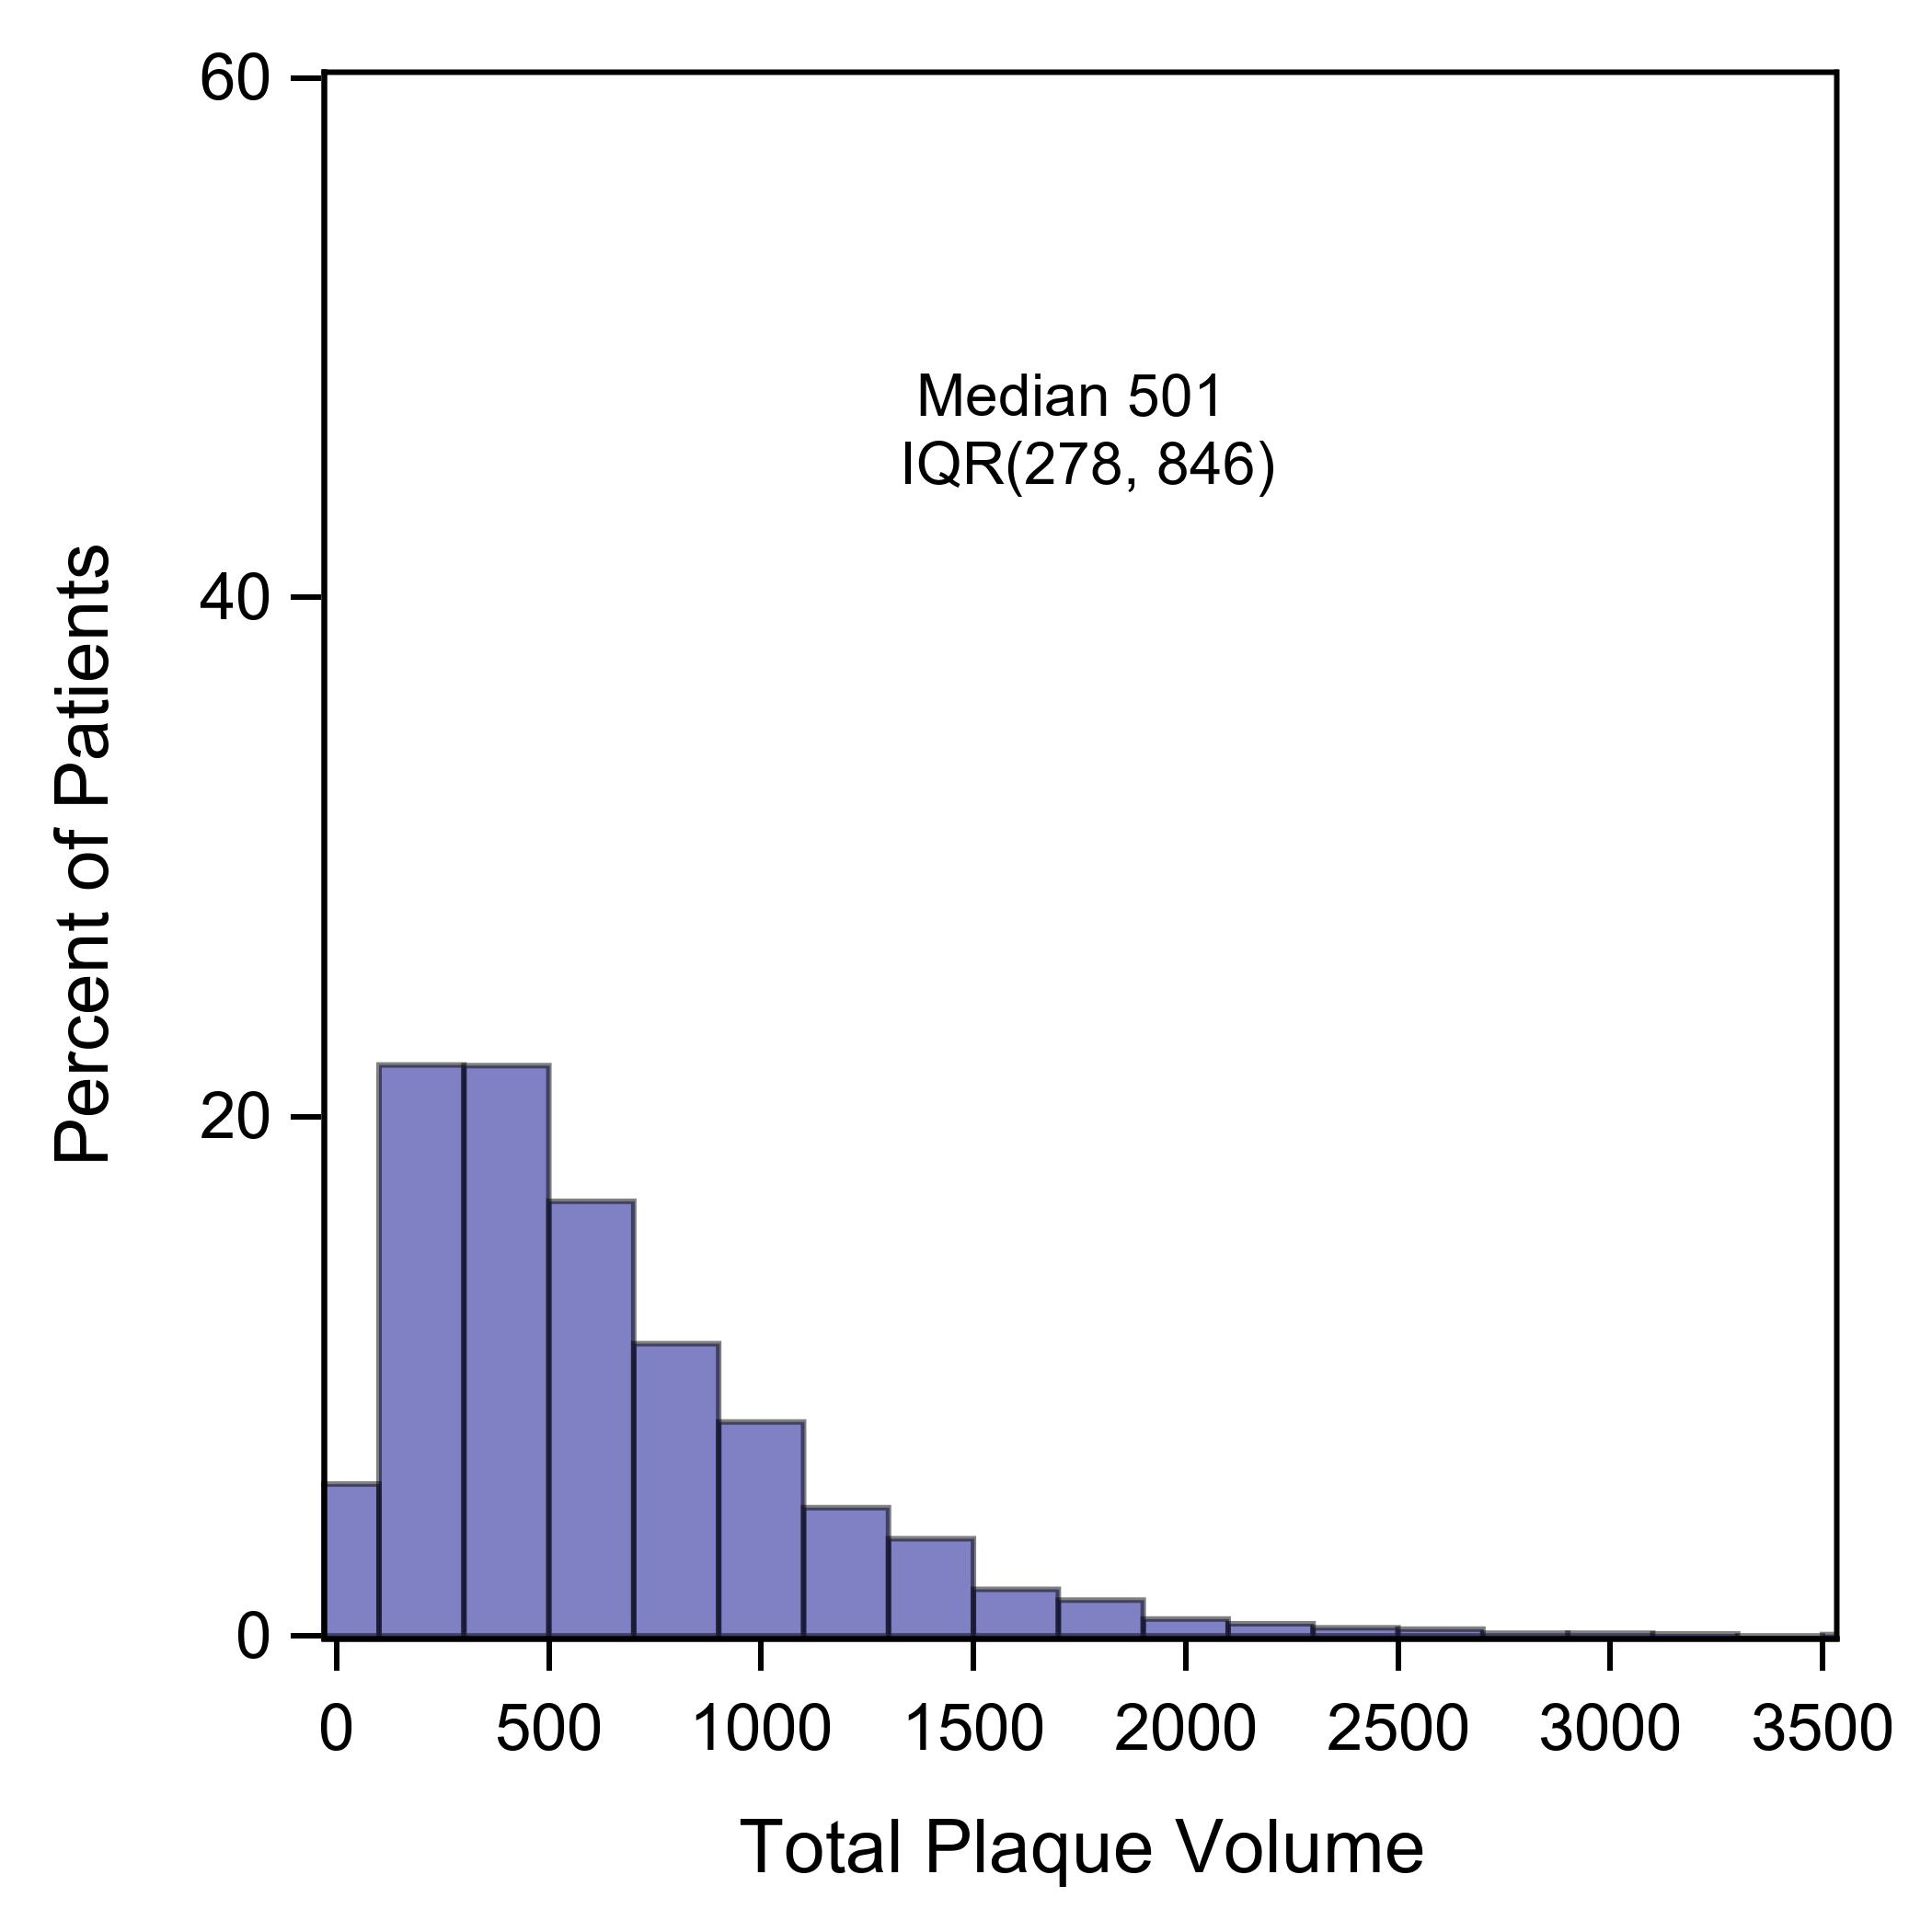 60
Median 501
IQR(278, 846)
40
Percent of Patients
20
0
0 500 1000 1500 2000 2500 3000 3500
Total Plaque Volume